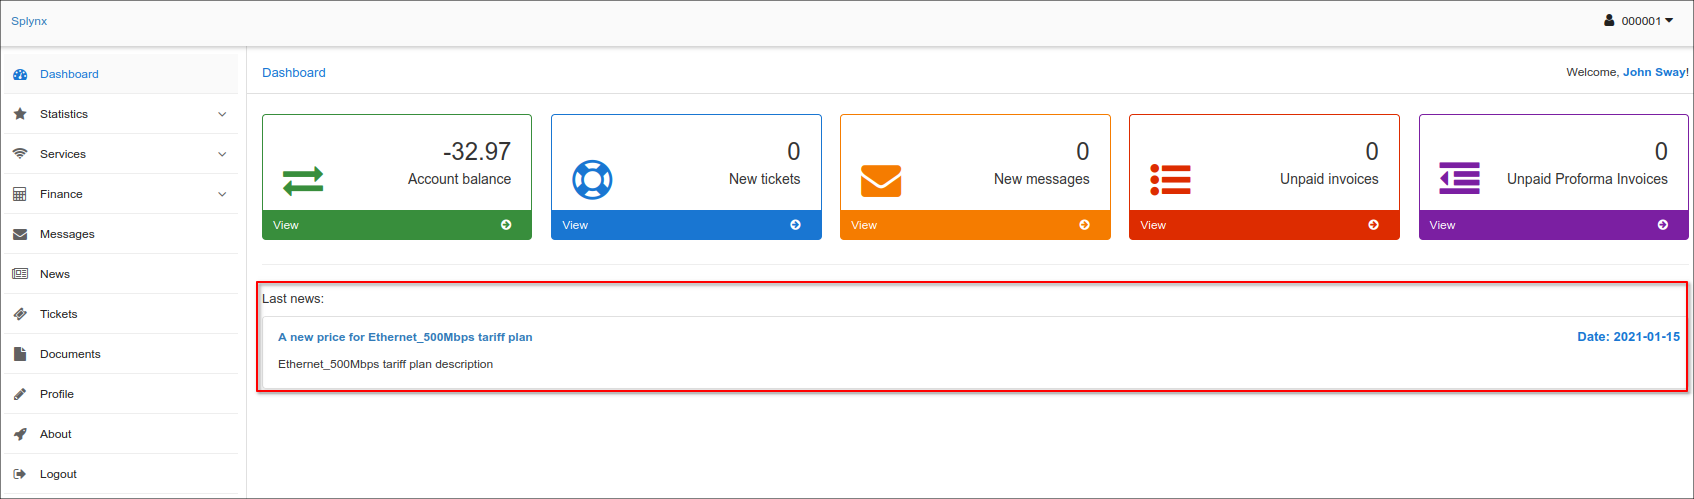 Splynx
000001
Dashboard
Statistics
Services
Finance
Messages
News
Tickets
Documents
Profile
About
Logout
Dashboard
Welcome, John Sway!
-32.97
Account balance
View
0
New tickets
View
0
New messages
View
0
Unpaid invoices
View
0
Unpaid Proforma Invoices
View
Last news:
A new price for Ethernet_500Mbps tariff plan
Date: 2021-01-15
Ethernet_500Mbps tariff plan description